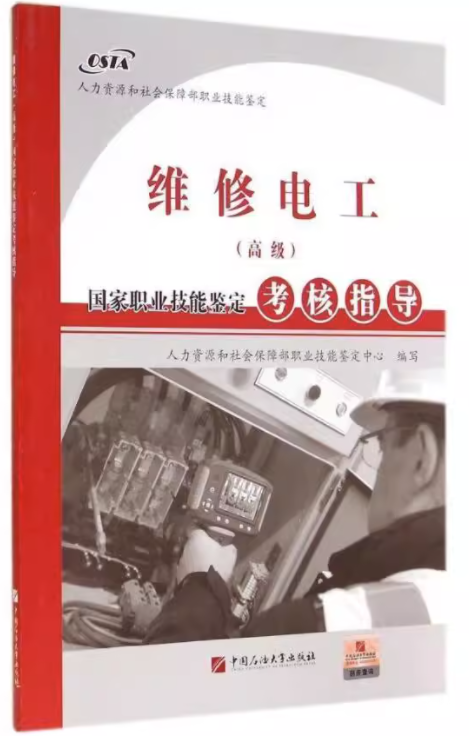 OSTA
人力资源和社会保障部职业技能鉴定
维修电工
（高级）
国家职业技能鉴定 考核指导
人力资源和社会保障部职业技能鉴定中心 编写
中国石油大学出版社